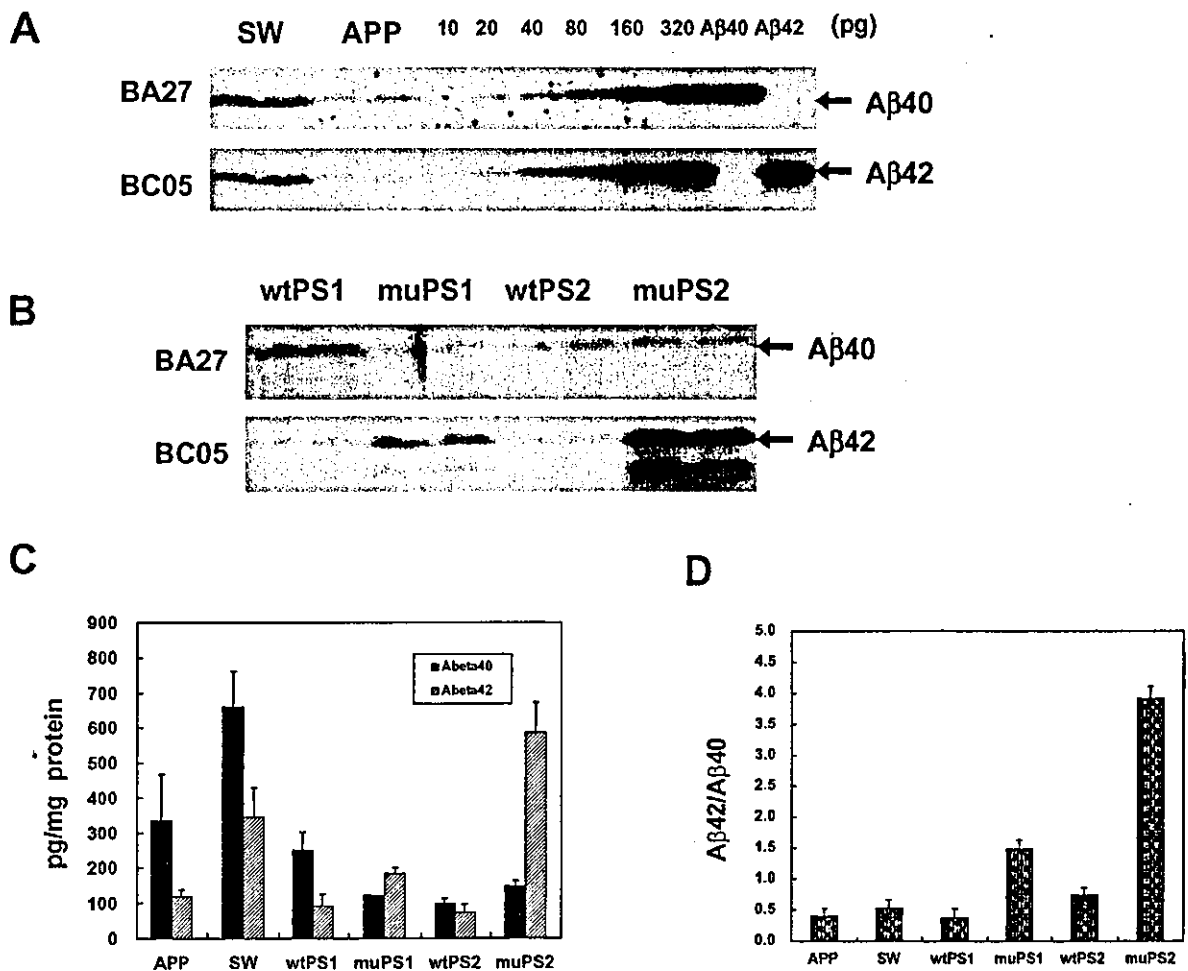 A
SW APP 10 20 40 80 160 320 Aβ40 Aβ42 (pg)
BA27 Aβ40
BC05 Aβ42
B
wtPS1 muPS1 wtPS2 muPS2
BA27 Aβ40
BC05 Aβ42
C
900
800
700
600
500
400
300
200
100
0
pg/mg protein
Abeta40
Abeta42
APP SW wtPS1 muPS1 wtPS2 muPS2
D
5.0
4.5
4.0
3.5
3.0
2.5
2.0
1.5
1.0
0.5
0.0
Aβ42/Aβ40
APP SW wtPS1 muPS1 wtPS2 muPS2